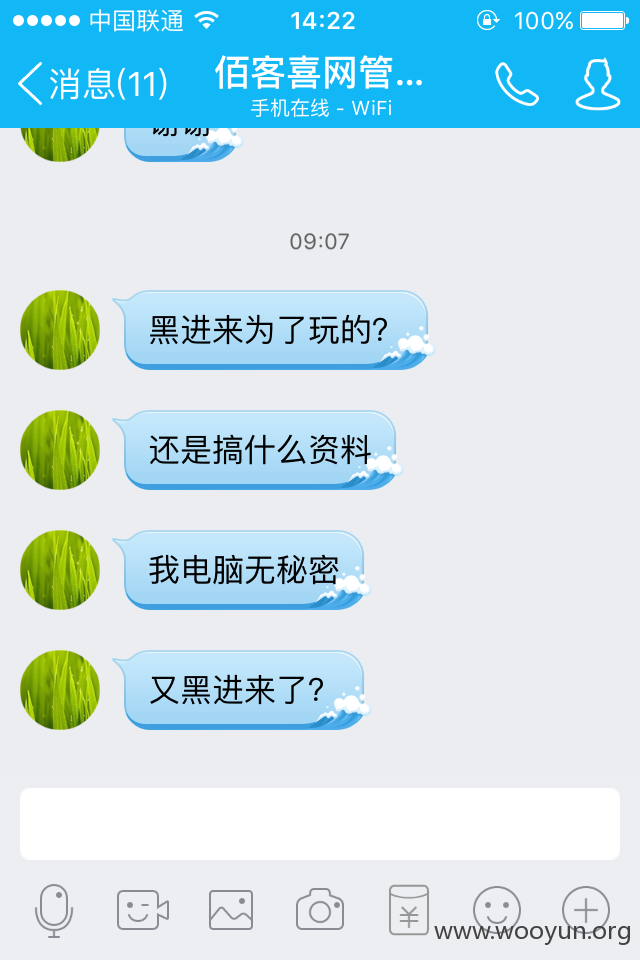 中国联通 14:22 100%
消息(11) 佰客喜网管...
手机在线 - WiFi
谢谢
09:07
黑进来为了玩的?
还是搞什么资料
我电脑无秘密
又黑进来了?
www.wooyun.org